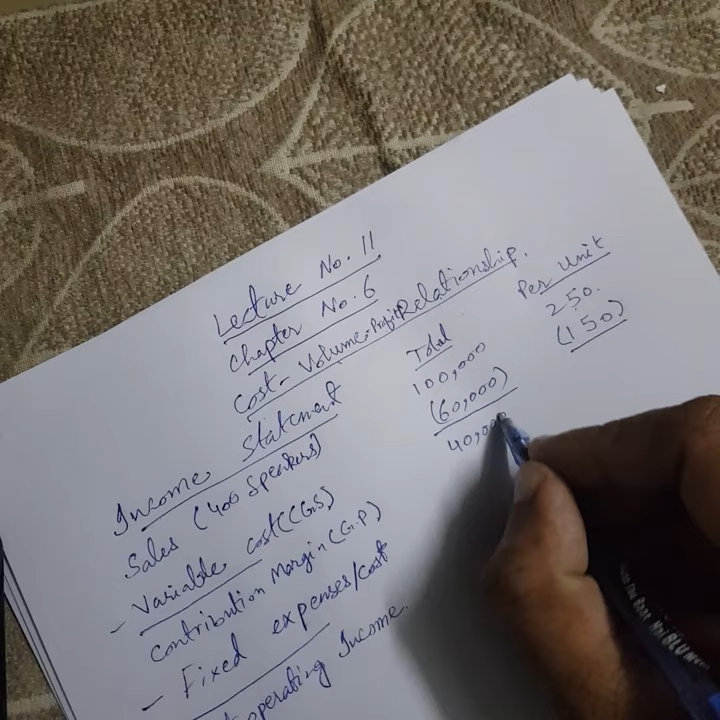 Lecture No. 11
Chapter No. 6
Cost-Volume-Profit Relationship.
Income Statement Total Per Unit
Sales (400 Speakers) 100,000 250.
- Variable cost (CGS) (60,000) (150)
Contribution Margin (G.P) 40,000
- Fixed expenses/cost
operating Income.